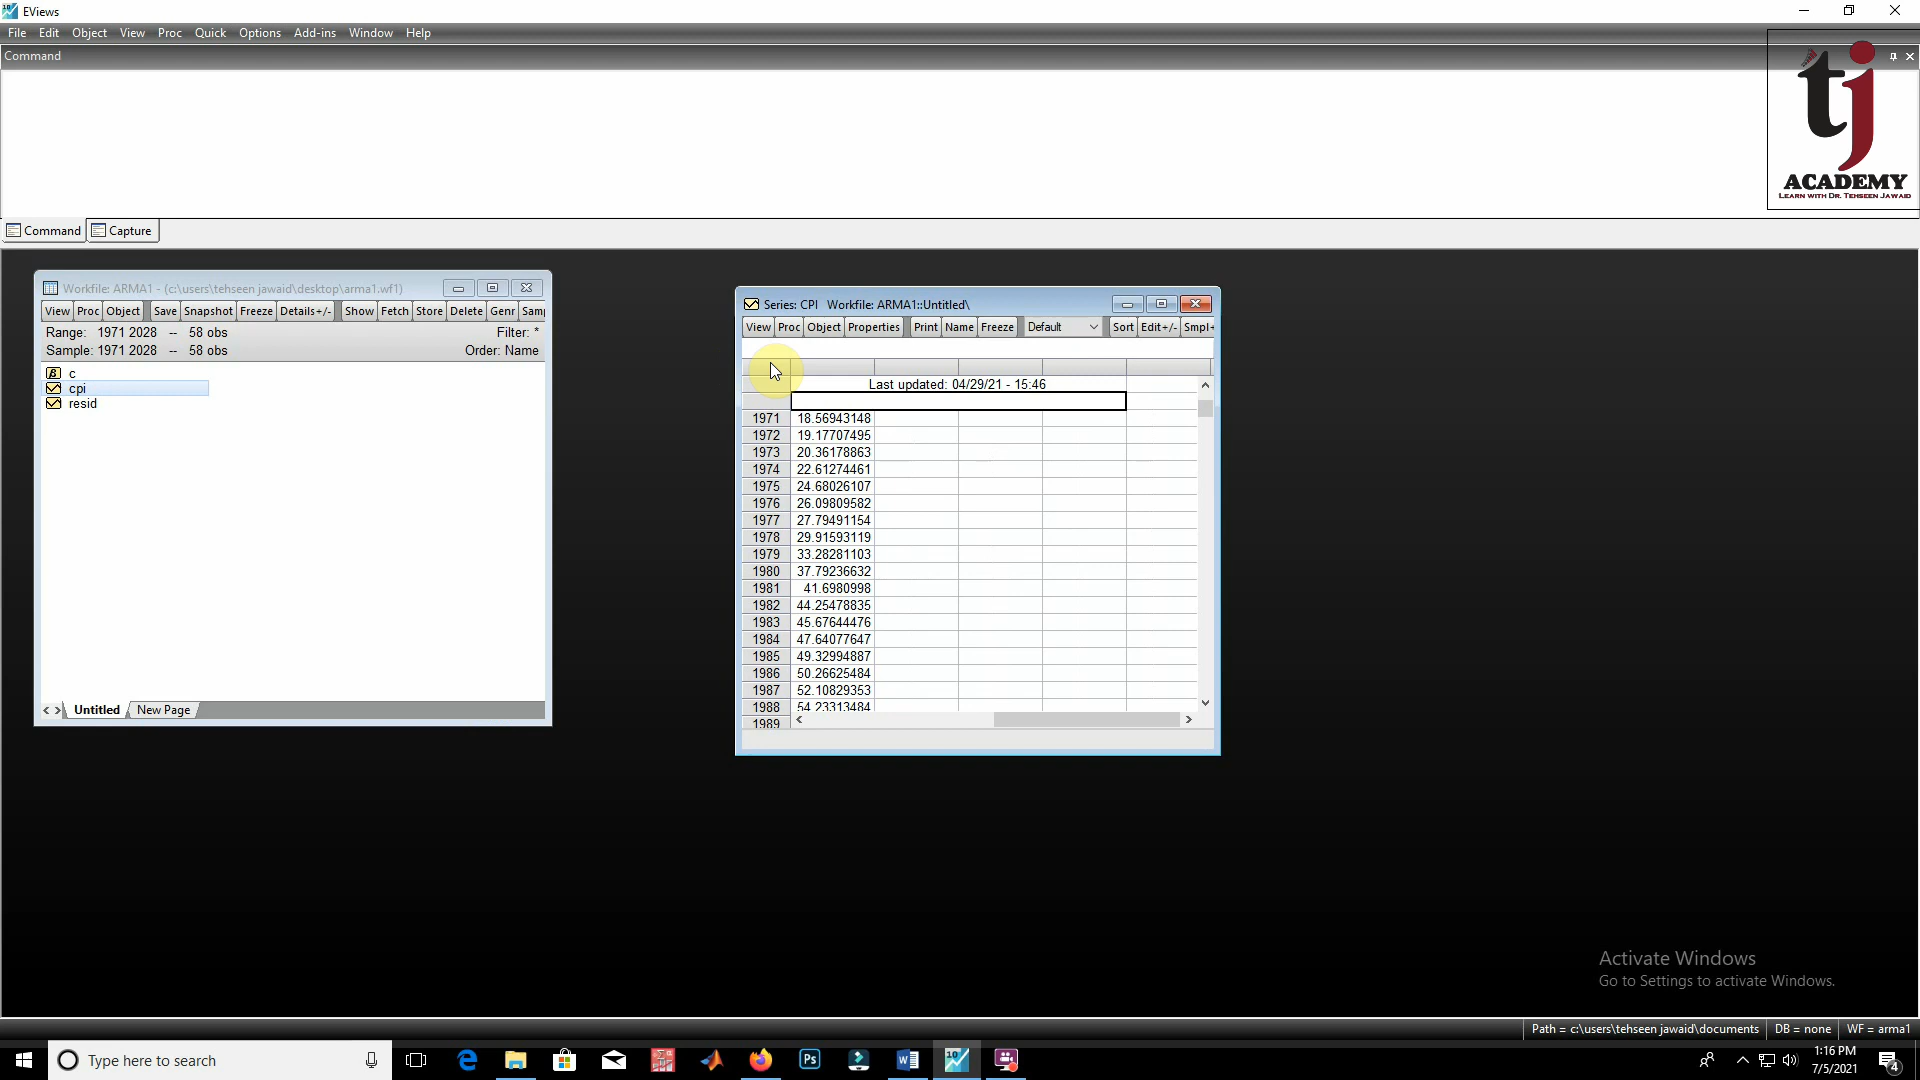 EViews
File Edit Object View Proc Quick Options Add-ins Window Help
Command
tj
ACADEMY
LEARN WITH DR. TEHSEEN JAWAID
Command Capture
Workfile: ARMA1 - (c:\users\tehseen jawaid\desktop\arma1.wf1)
View Proc Object Save Snapshot Freeze Details+/- Show Fetch Store Delete Genr Sam
Range: 1971 2028 -- 58 obs Filter: *
Sample: 1971 2028 -- 58 obs Order: Name
c
cpi
resid
Untitled New Page
Series: CPI Workfile: ARMA1::Untitled\
View Proc Object Properties Print Name Freeze Default Sort Edit+/- Smpl+
Last updated: 04/29/21 - 15:46
1971 18.56943148
1972 19.17707495
1973 20.36178863
1974 22.61274461
1975 24.68026107
1976 26.09809582
1977 27.79491154
1978 29.91593119
1979 33.28281103
1980 37.79236632
1981 41.6980998
1982 44.25478835
1983 45.67644476
1984 47.64077647
1985 49.32994887
1986 50.26625484
1987 52.10829353
1988 54.23313484
1989
Activate Windows
Go to Settings to activate Windows.
Path = c:\users\tehseen jawaid\documents DB = none WF = arma1
Type here to search
Ps
10
1:16 PM
7/5/2021
4